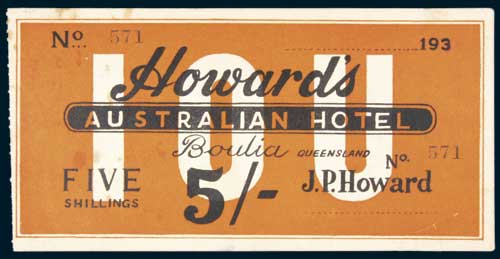 No. 571 193
IOU
Howard's
AUSTRALIAN HOTEL
Boulia QUEENSLAND
No. 571
FIVE
SHILLINGS
5/-
J.P.Howard